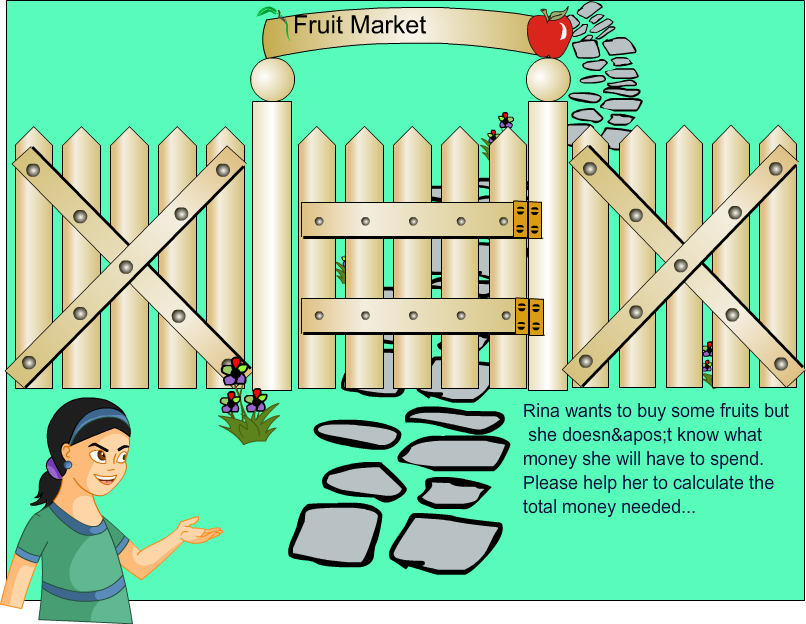 Fruit Market
Rina wants to buy some fruits but
she doesn&apos;t know what
money she will have to spend.
Please help her to calculate the
total money needed...